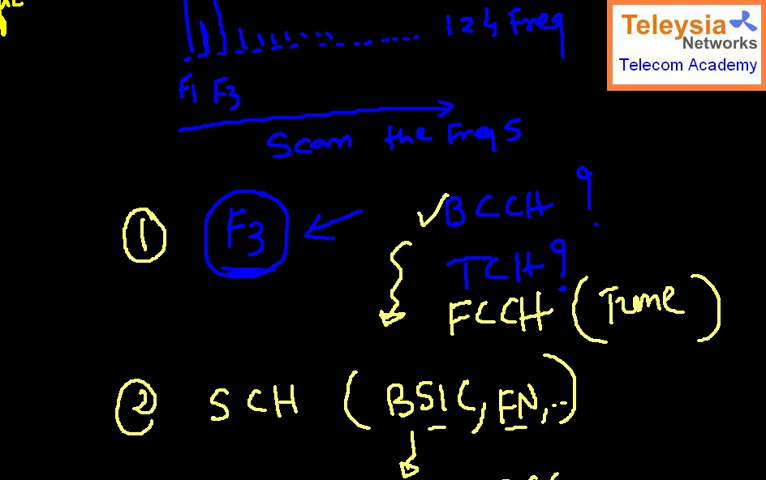 124 Freq
Teleysia
Networks
Telecom Academy
F1 F3
Scan the Freqs
1 F3 BCCH ?
TCH ?
FCCH (Tune)
2 SCH (BSIC, FN, ..)